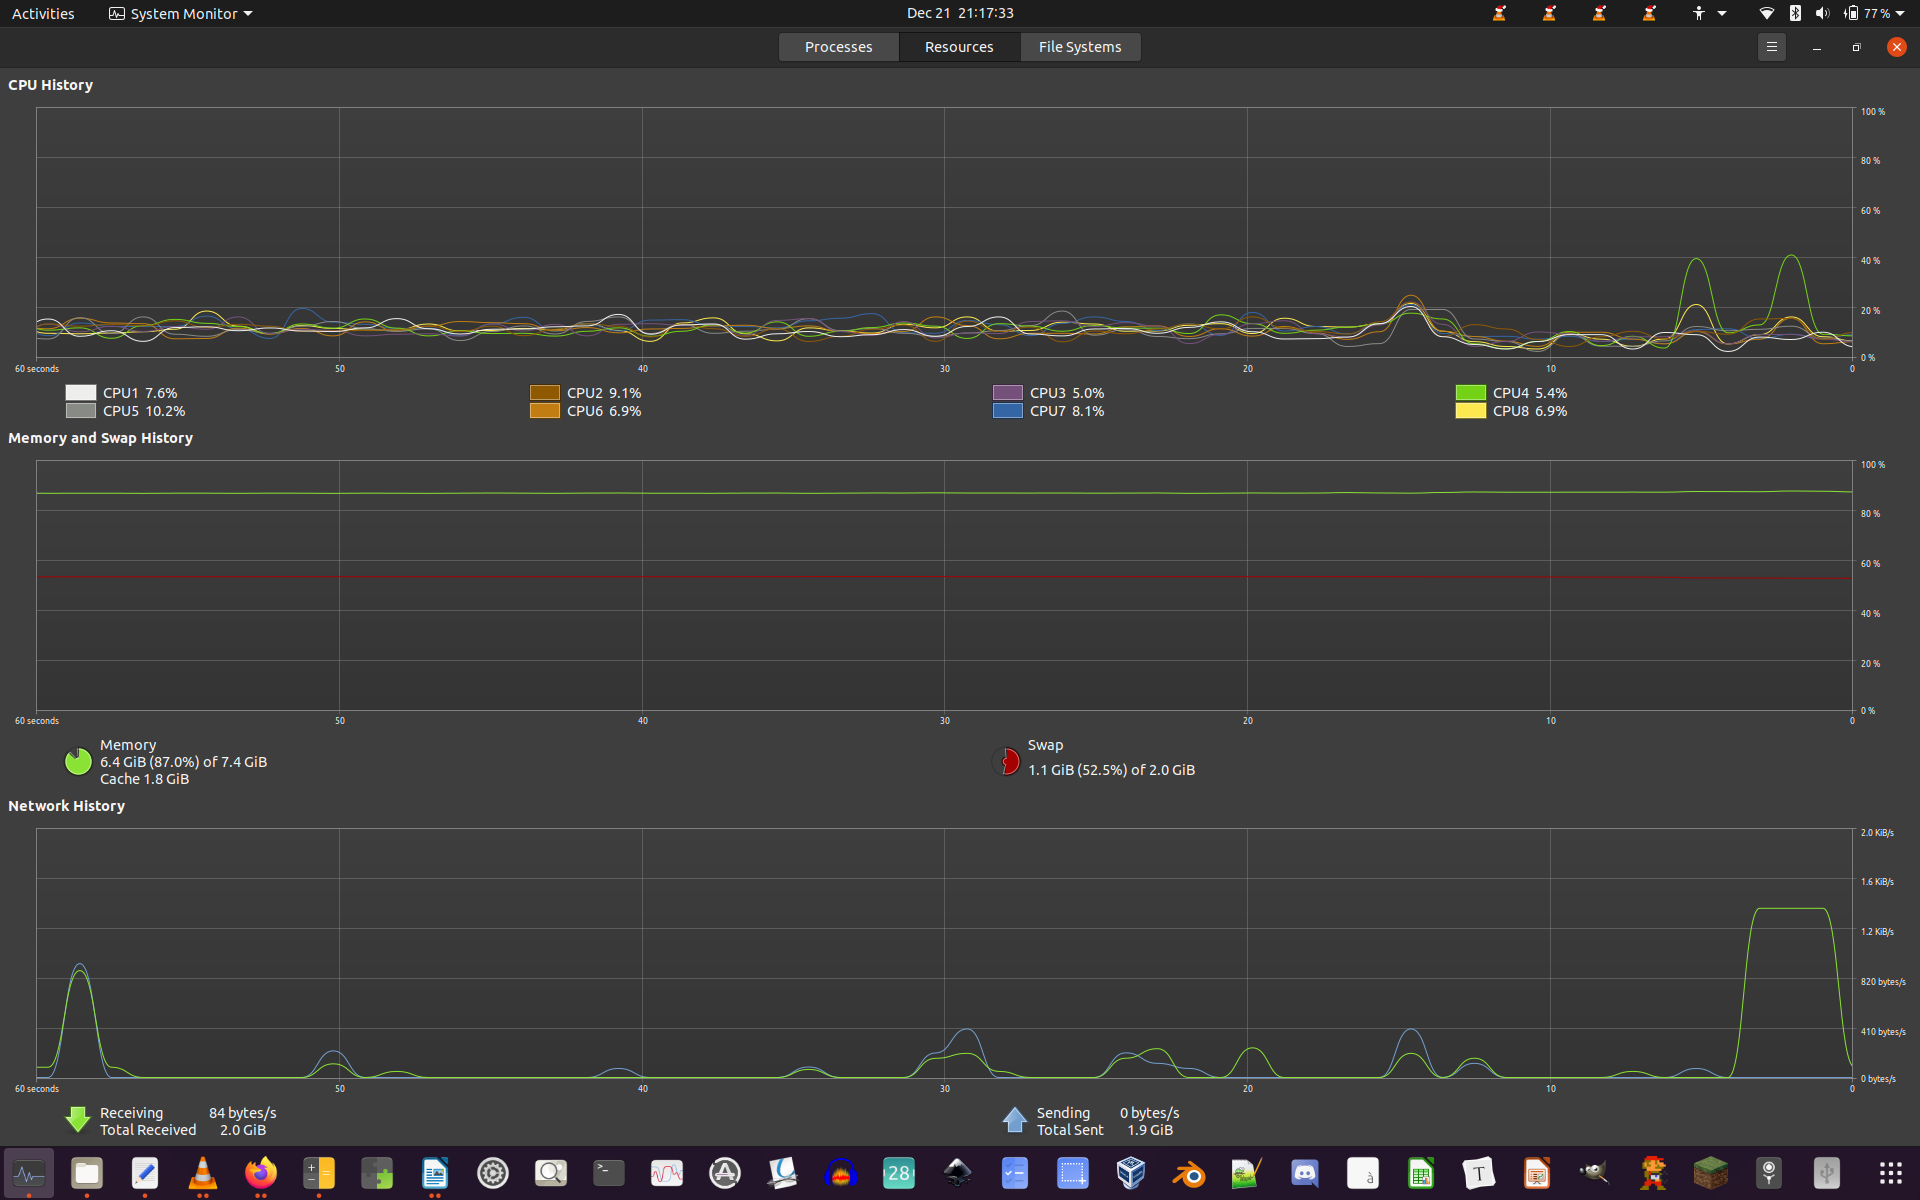 Activities System Monitor Dec 21 21:17:33 77 %
Processes Resources File Systems
CPU History
100 %
80 %
60 %
40 %
20 %
0 %
60 seconds 50 40 30 20 10 0
CPU1 7.6% CPU2 9.1% CPU3 5.0% CPU4 5.4%
CPU5 10.2% CPU6 6.9% CPU7 8.1% CPU8 6.9%
Memory and Swap History
100 %
80 %
60 %
40 %
20 %
0 %
60 seconds 50 40 30 20 10 0
Memory
6.4 GiB (87.0%) of 7.4 GiB
Cache 1.8 GiB
Swap
1.1 GiB (52.5%) of 2.0 GiB
Network History
2.0 KiB/s
1.6 KiB/s
1.2 KiB/s
820 bytes/s
410 bytes/s
0 bytes/s
60 seconds 50 40 30 20 10 0
Receiving 84 bytes/s Sending 0 bytes/s
Total Received 2.0 GiB Total Sent 1.9 GiB
28 à T